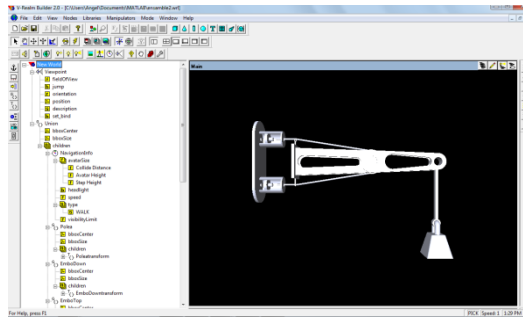 V-Realm Builder 2.0 - [C:\Users\Angel\Documents\MATLAB\ensamble2.wrl]
File Edit View Nodes Libraries Manipulators Mode Window Help
New World
Viewpoint
fieldOfView
jump
orientation
position
description
set_bind
Union
bboxCenter
bboxSize
children
NavigationInfo
avatarSize
Collide Distance
Avatar Height
Step Height
headlight
speed
type
WALK
visibilityLimit
Polea
bboxCenter
bboxSize
children
Poleatransform
EmboDown
bboxCenter
bboxSize
children
EmboDowntransform
EmboTop
bboxCenter
Main
For Help, press F1
PICK Speed: 1 1:29 PM